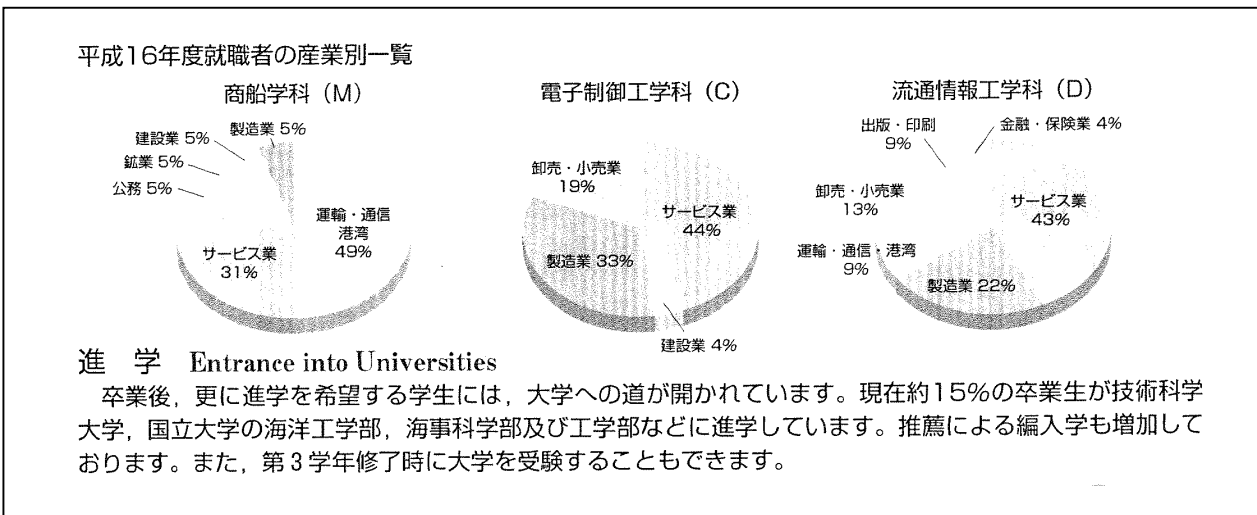 平成16年度就職者の産業別一覧
商船学科（M）
製造業 5%
建設業 5%
鉱業 5%
公務 5%
運輸・通信
港湾
49%
サービス業
31%
電子制御工学科（C）
卸売・小売業
19%
サービス業
44%
製造業 33%
建設業 4%
流通情報工学科（D）
出版・印刷
9%
金融・保険業 4%
卸売・小売業
13%
サービス業
43%
運輸・通信・港湾
9%
製造業 22%
進　学　Entrance into Universities
卒業後，更に進学を希望する学生には，大学への道が開かれています。現在約15%の卒業生が技術科学
大学，国立大学の海洋工学部，海事科学部及び工学部などに進学しています。推薦による編入学も増加して
おります。また，第３学年修了時に大学を受験することもできます。